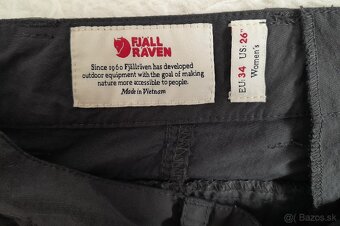 FJÄLL
RÄVEN
Since 1960 Fjällräven has developed
outdoor equipment with the goal of making
nature more accessible to people.
Made in Vietnam
EU: 34 US: 26"
Women's
Bazos.sk